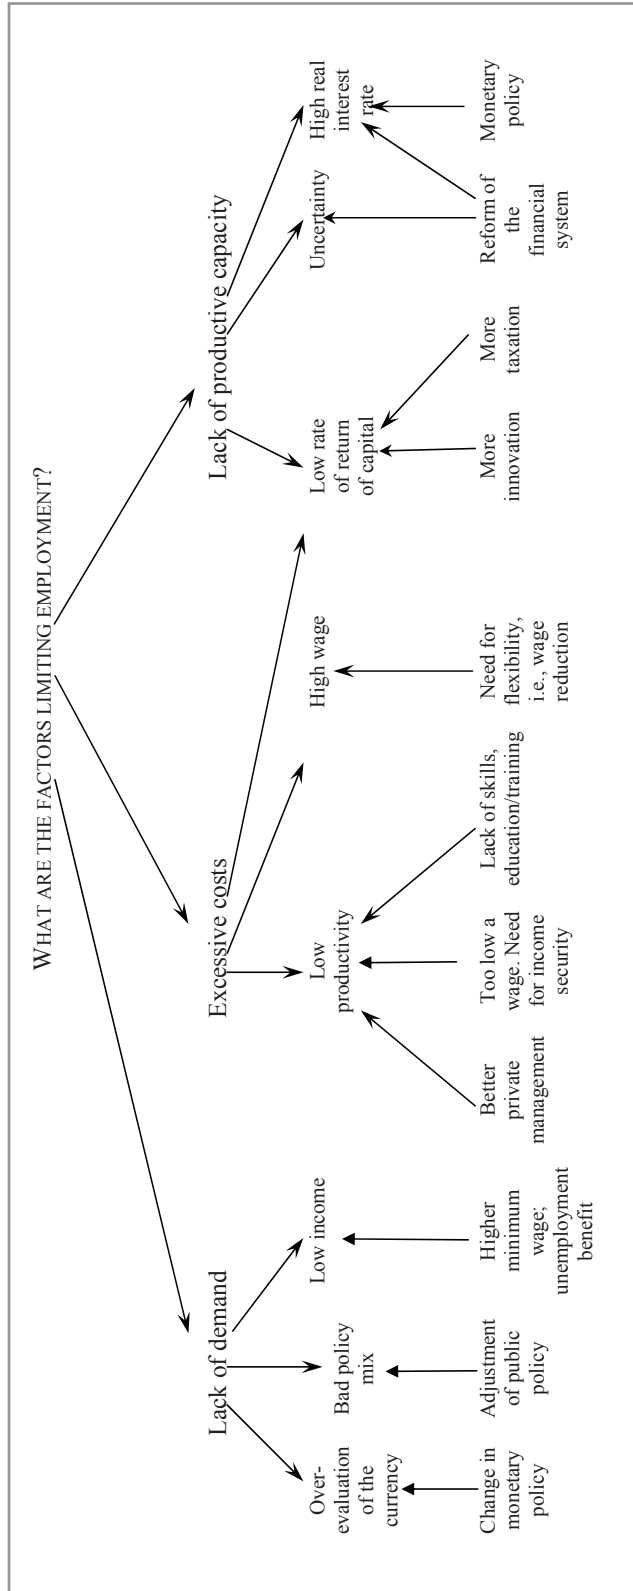 WHAT ARE THE FACTORS LIMITING EMPLOYMENT?
Lack of demand
Excessive costs
Lack of productive capacity
Over-
evaluation
of the
currency
Bad policy
mix
Low income
Low
productivity
High wage
Low rate
of return
of capital
Uncertainty
High real
interest
rate
Change in
monetary
policy
Adjustment
of public
policy
Higher
minimum
wage;
unemployment
benefit
Better
private
management
Too low a
wage. Need
for income
security
Lack of skills,
education/training
Need for
flexibility,
i.e., wage
reduction
More
innovation
More
taxation
Reform of
the
financial
system
Monetary
policy